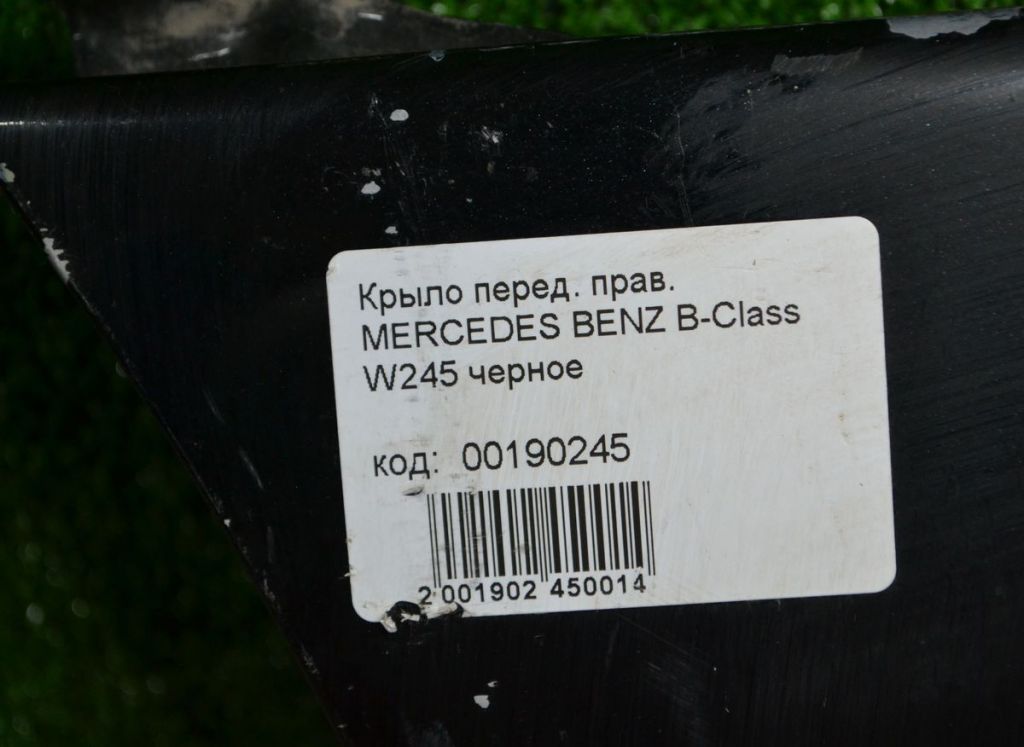 Крыло перед. прав.
MERCEDES BENZ B-Class
W245 черное
код: 00190245
2 001902 450014